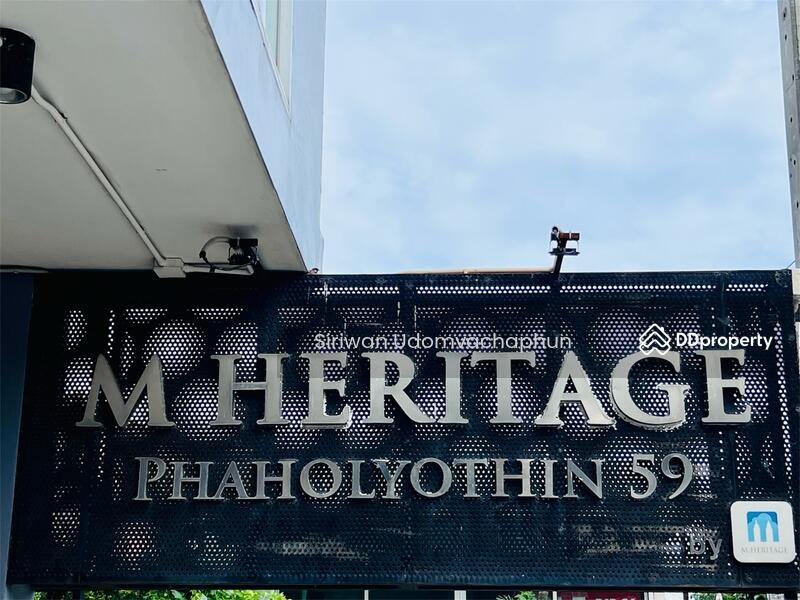 Siriwan Udomvachaphun
DDproperty
M HERITAGE
PHAHOLYOTHIN 59
by
M HERITAGE